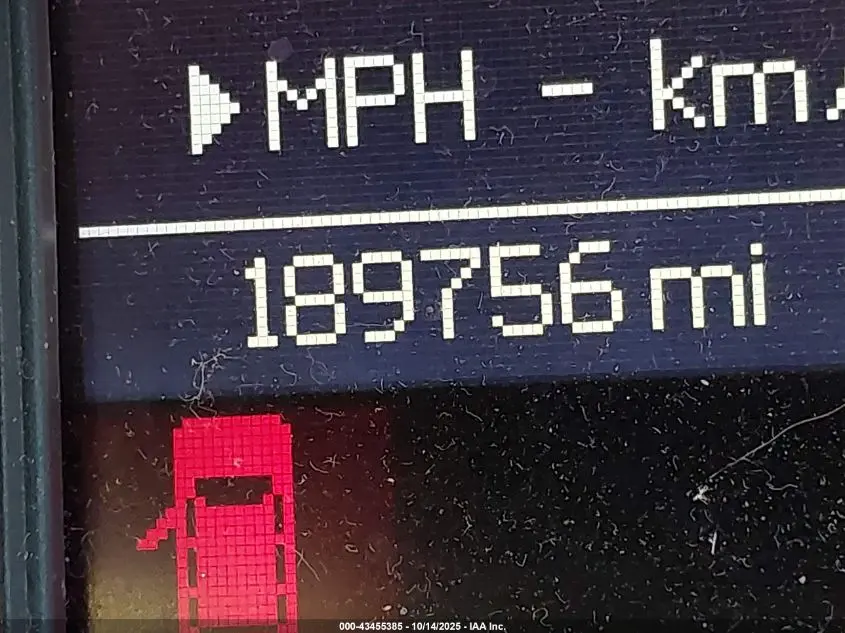 ▶MPH - km/
189756 mi
000-43455385 - 10/14/2025 - IAA Inc.